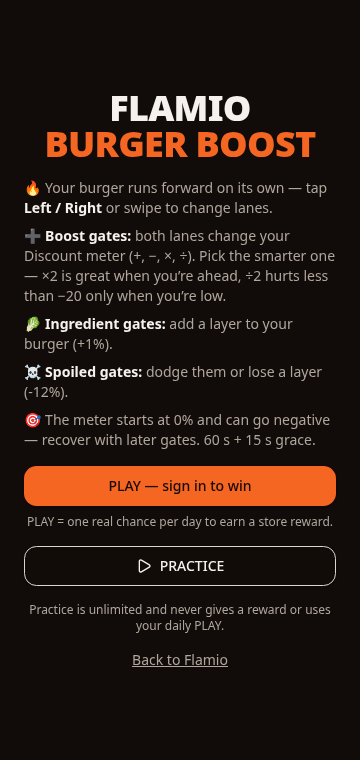 FLAMIO
BURGER BOOST
🔥 Your burger runs forward on its own — tap
Left / Right or swipe to change lanes.
➕ Boost gates: both lanes change your
Discount meter (+, −, ×, ÷). Pick the smarter one
— ×2 is great when you're ahead, ÷2 hurts less
than −20 only when you're low.
🥬 Ingredient gates: add a layer to your
burger (+1%).
☠️ Spoiled gates: dodge them or lose a layer
(-12%).
🎯 The meter starts at 0% and can go negative
— recover with later gates. 60 s + 15 s grace.
PLAY — sign in to win
PLAY = one real chance per day to earn a store reward.
PRACTICE
Practice is unlimited and never gives a reward or uses
your daily PLAY.
Back to Flamio